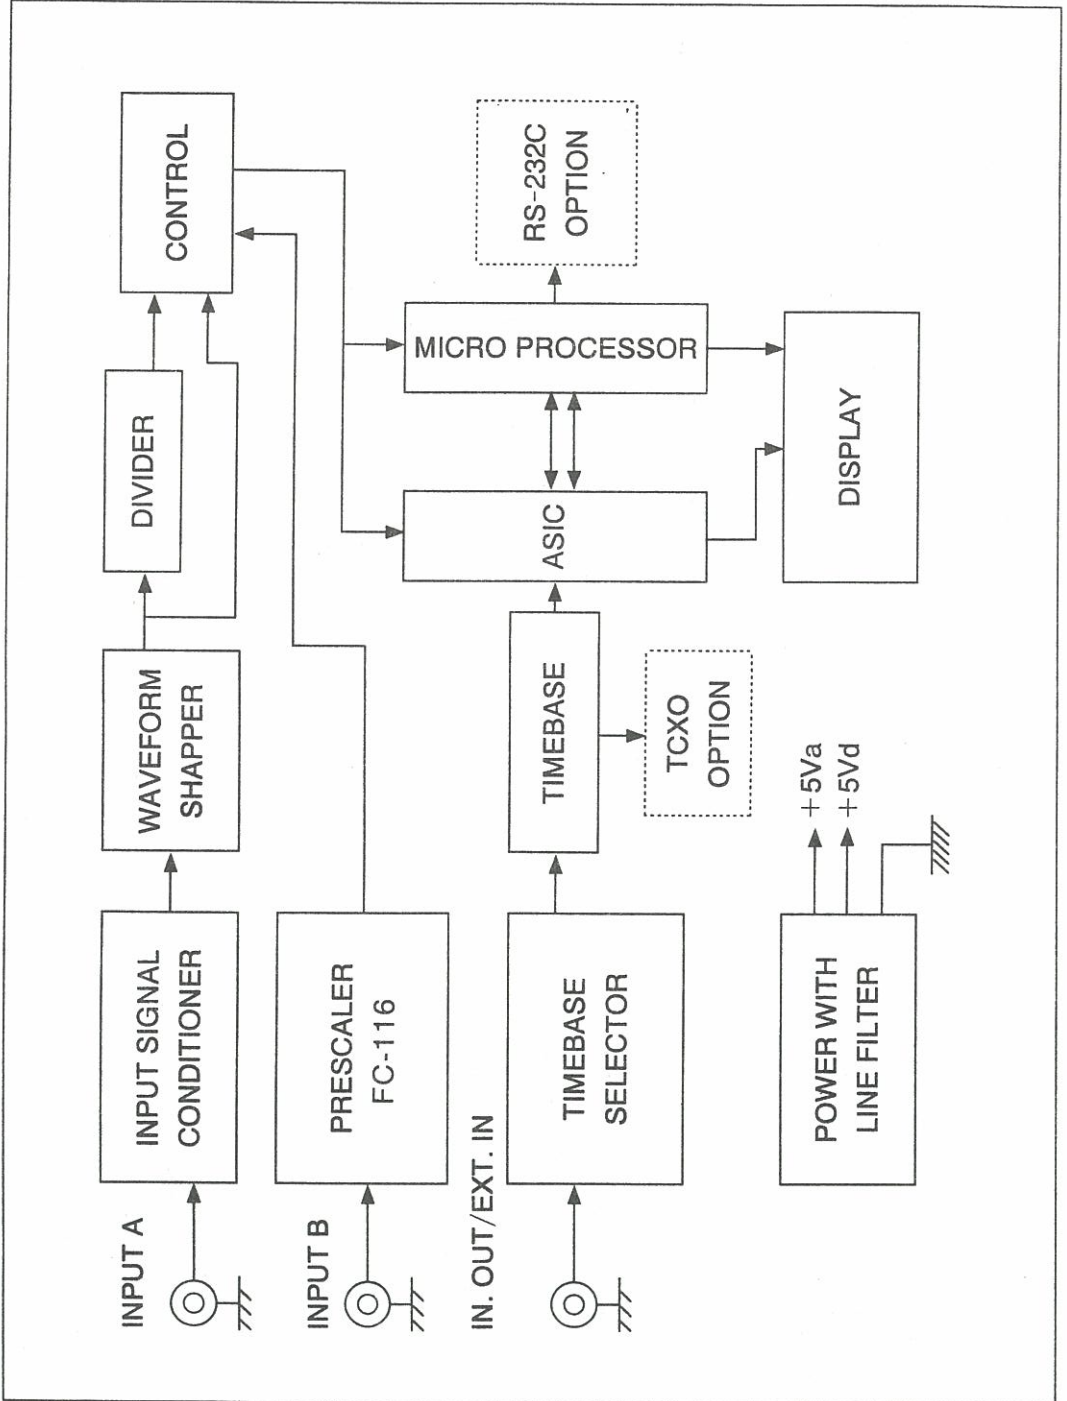 INPUT A
INPUT SIGNAL
CONDITIONER
WAVEFORM
SHAPPER
DIVIDER
CONTROL
INPUT B
PRESCALER
FC-116
IN. OUT/EXT. IN
TIMEBASE
SELECTOR
TIMEBASE
TCXO
OPTION
ASIC
MICRO PROCESSOR
RS-232C
OPTION
DISPLAY
POWER WITH
LINE FILTER
+5Va
+5Vd